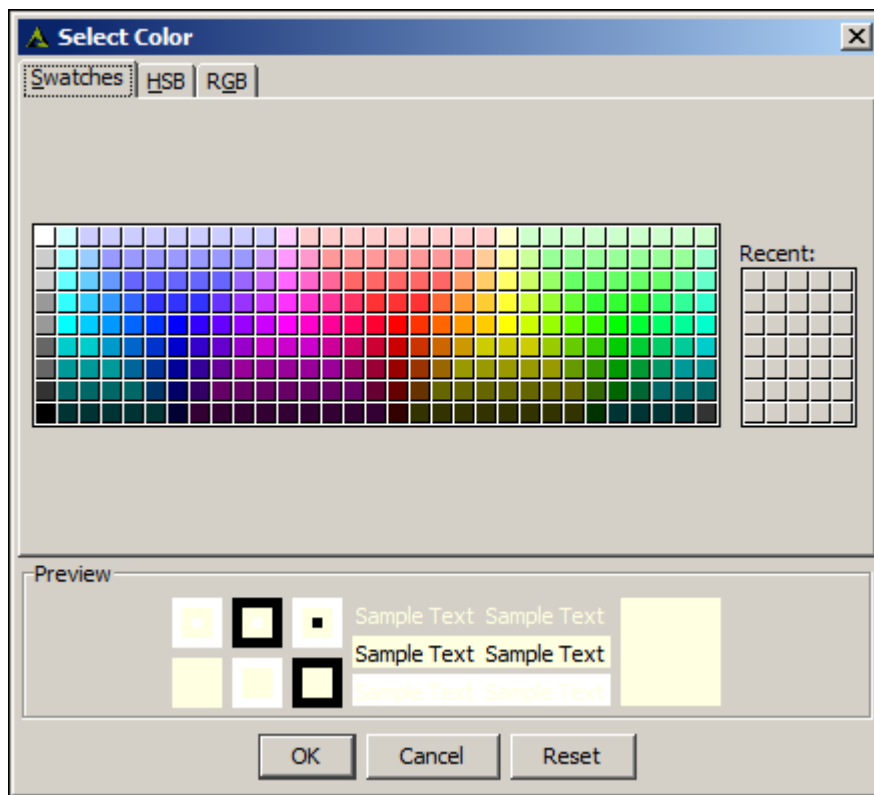 Select Color
Swatches HSB RGB
Recent:
Preview
Sample Text Sample Text
Sample Text Sample Text
Sample Text Sample Text
OK Cancel Reset